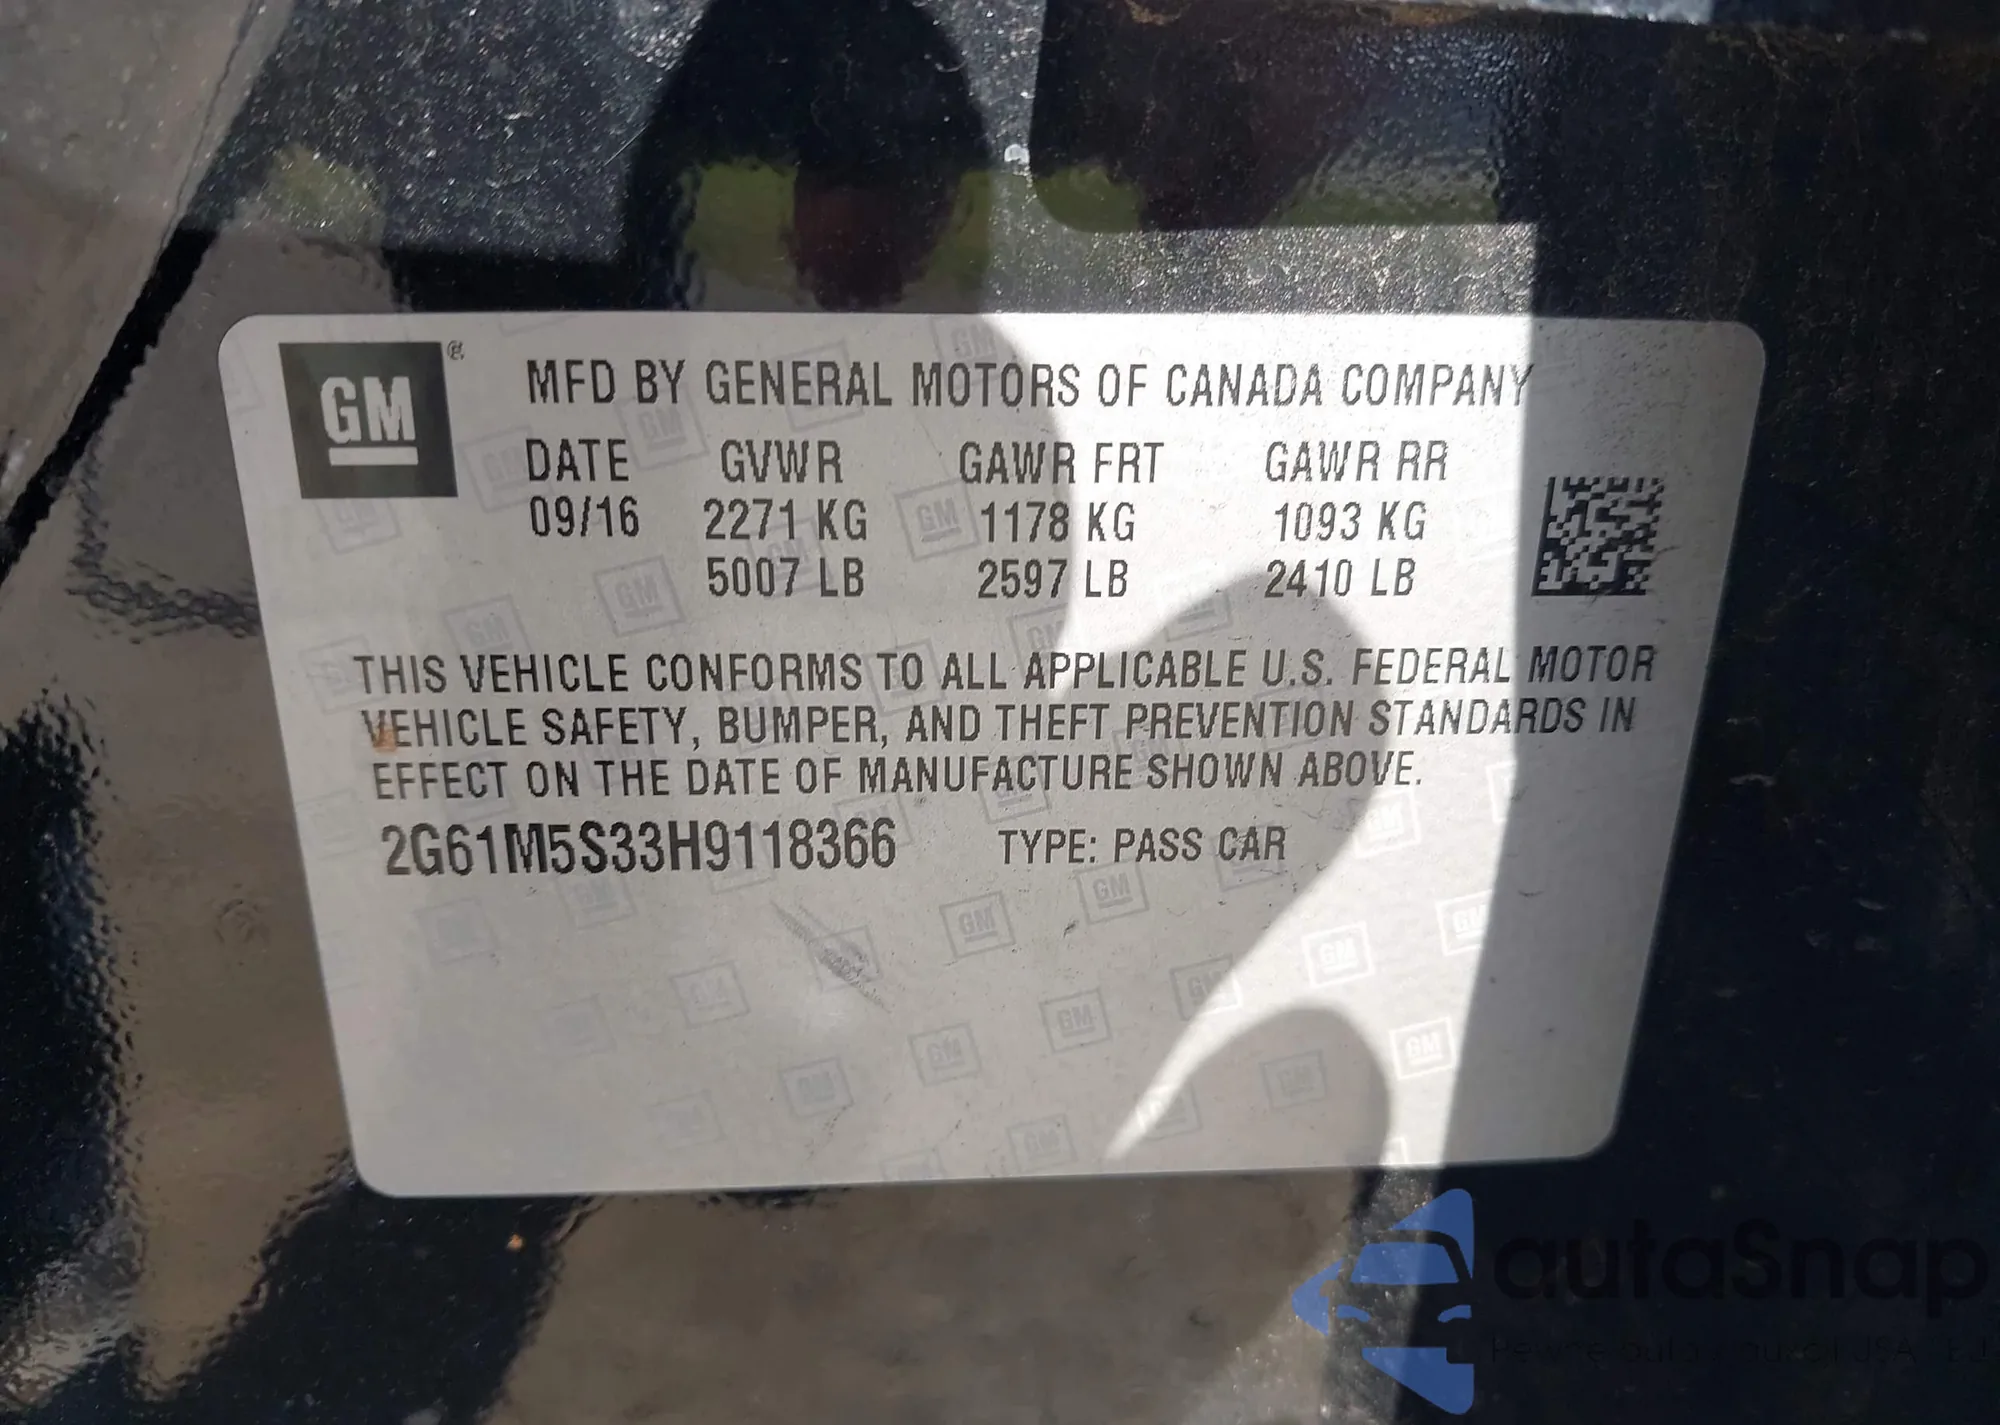 GM
MFD BY GENERAL MOTORS OF CANADA COMPANY
DATE GVWR GAWR FRT GAWR RR
09/16 2271 KG 1178 KG 1093 KG
5007 LB 2597 LB 2410 LB
THIS VEHICLE CONFORMS TO ALL APPLICABLE U.S. FEDERAL MOTOR
VEHICLE SAFETY, BUMPER, AND THEFT PREVENTION STANDARDS IN
EFFECT ON THE DATE OF MANUFACTURE SHOWN ABOVE.
2G61M5S33H9118366 TYPE: PASS CAR
autaSnap